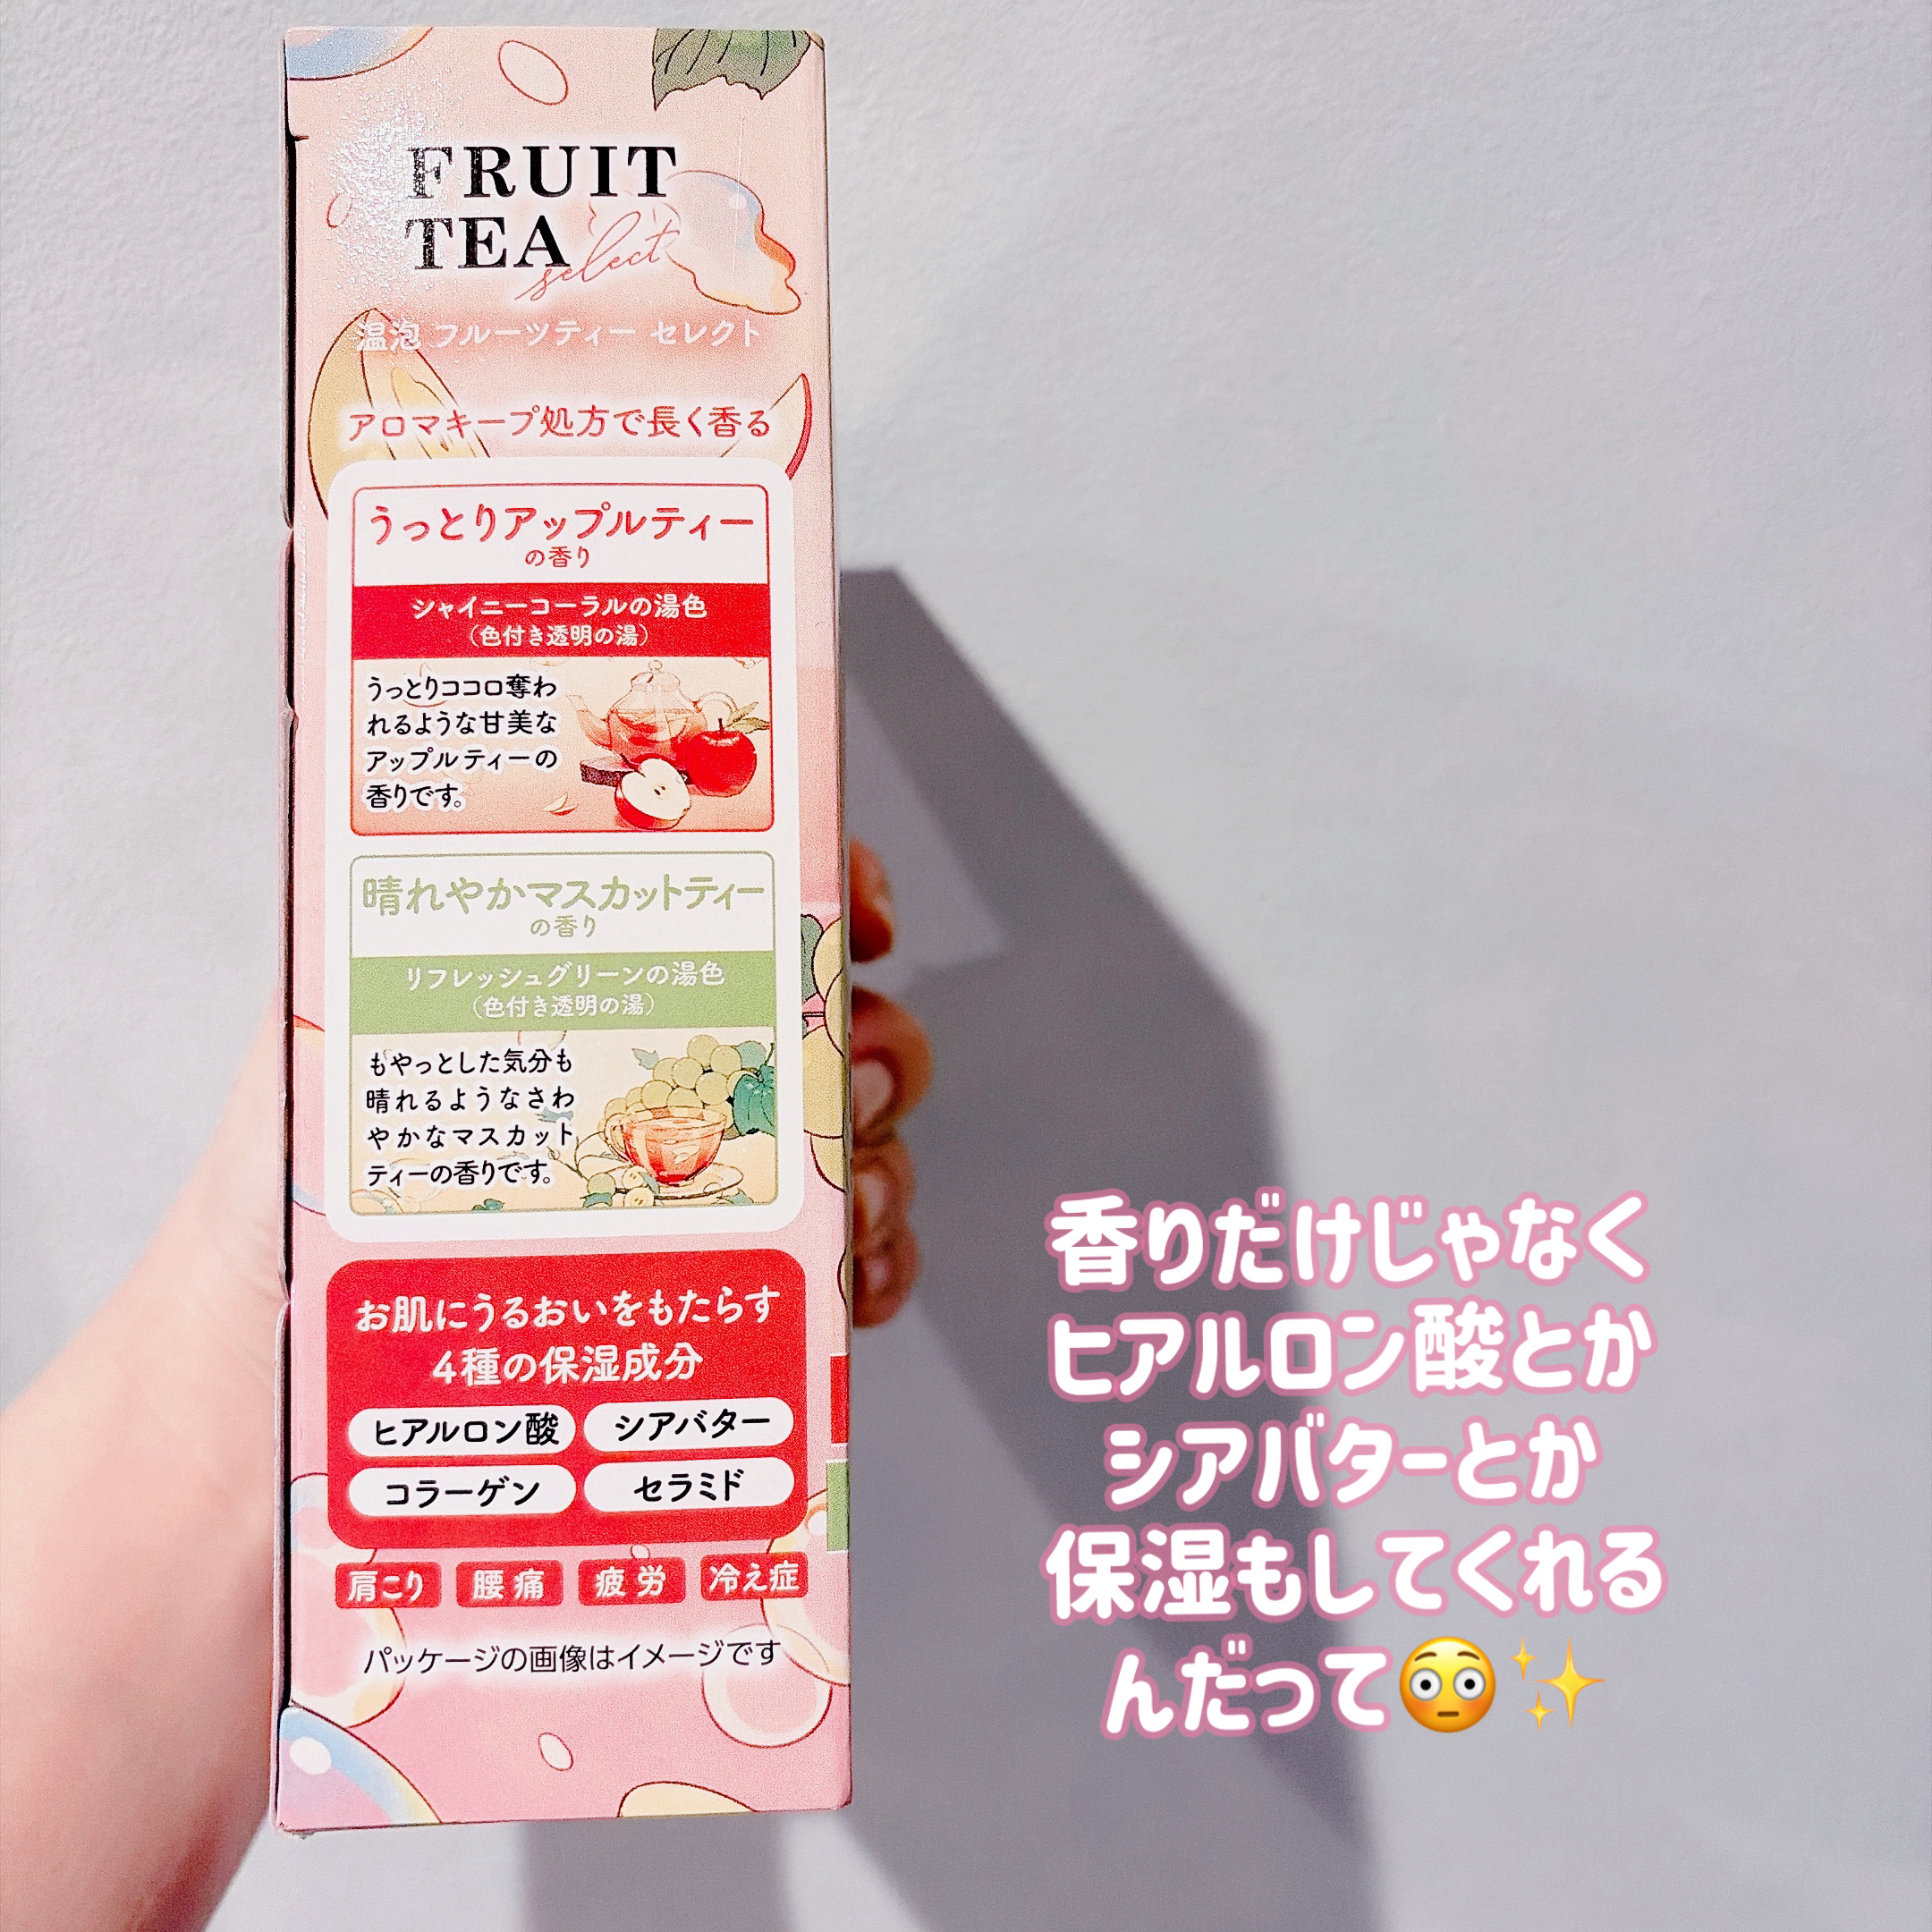 FRUIT
TEA select
温泡 フルーツティー セレクト
アロマキープ処方で長く香る
うっとりアップルティー
の香り
シャイニーコーラルの湯色
（色付き透明の湯）
うっとりココロ奪わ
れるような甘美な
アップルティーの
香りです。
晴れやかマスカットティー
の香り
リフレッシュグリーンの湯色
（色付き透明の湯）
もやっとした気分も
晴れるようなさわ
やかなマスカット
ティーの香りです。
お肌にうるおいをもたらす
4種の保湿成分
ヒアルロン酸 シアバター
コラーゲン セラミド
肩こり 腰痛 疲労 冷え症
パッケージの画像はイメージです
香りだけじゃなく
ヒアルロン酸とか
シアバターとか
保湿もしてくれる
んだって😳✨